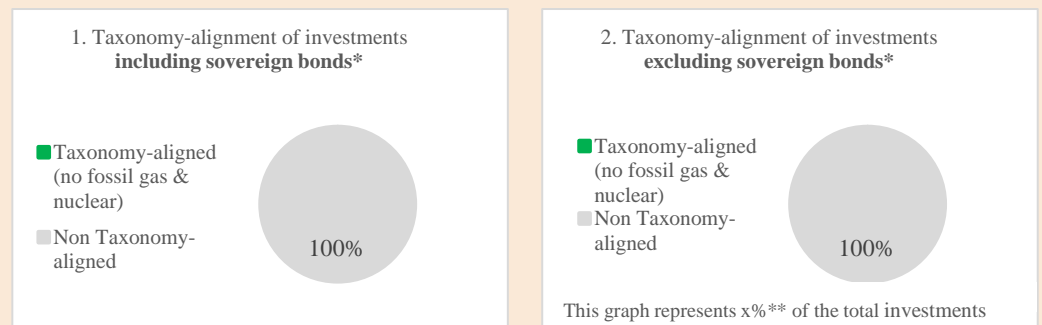 1. Taxonomy-alignment of investments
including sovereign bonds*
Taxonomy-aligned
(no fossil gas &
nuclear)
Non Taxonomy-
aligned
100%
2. Taxonomy-alignment of investments
excluding sovereign bonds*
Taxonomy-aligned
(no fossil gas &
nuclear)
Non Taxonomy-
aligned
100%
This graph represents x%** of the total investments